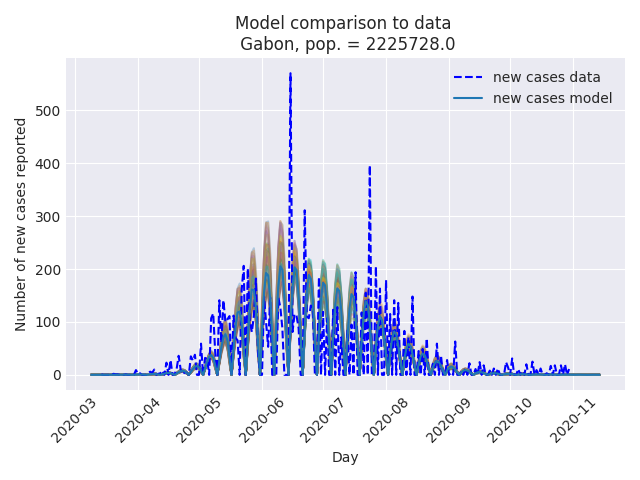 Model comparison to data
Gabon, pop. = 2225728.0
new cases data
new cases model
Number of new cases reported
500
400
300
200
100
0
2020-03
2020-04
2020-05
2020-06
2020-07
2020-08
2020-09
2020-10
2020-11
Day